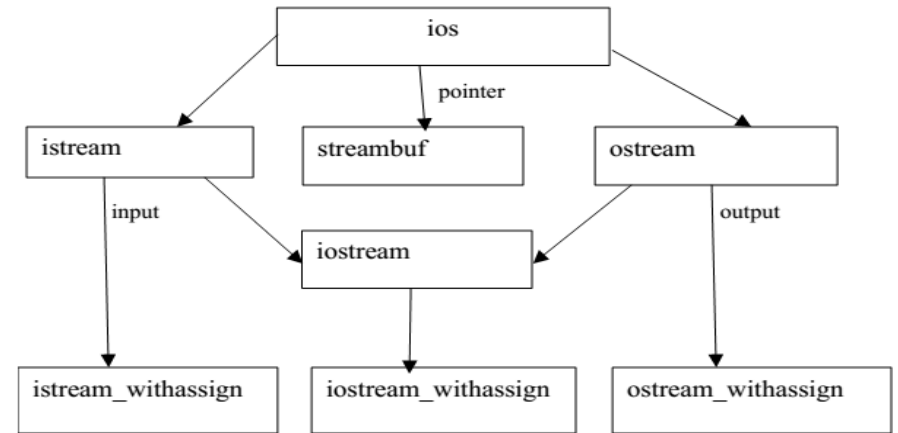 ios
pointer
istream
streambuf
ostream
input
output
iostream
istream_withassign
iostream_withassign
ostream_withassign